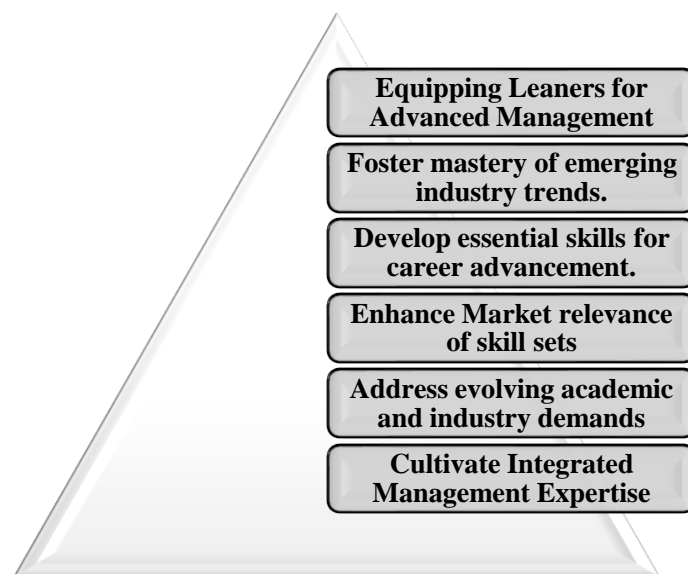 Equipping Leaners for
Advanced Management
Foster mastery of emerging
industry trends.
Develop essential skills for
career advancement.
Enhance Market relevance
of skill sets
Address evolving academic
and industry demands
Cultivate Integrated
Management Expertise